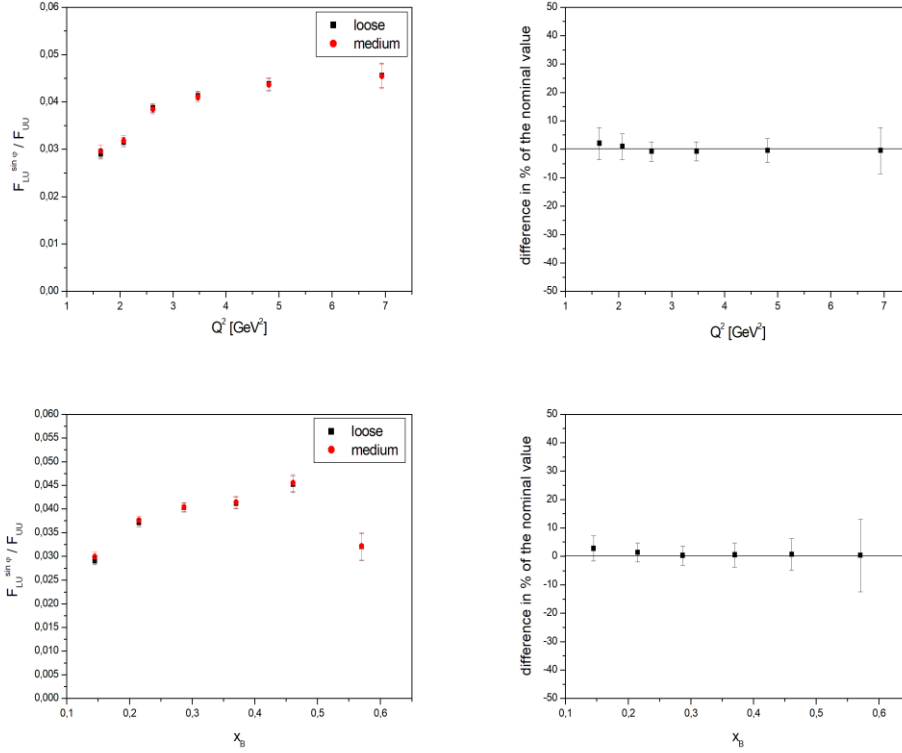 0,06
0,05
0,04
0,03
0,02
0,01
0,00
F_LU^sin φ / F_UU
loose
medium
1 2 3 4 5 6 7
Q² [GeV²]
50
40
30
20
10
0
-10
-20
-30
-40
-50
difference in % of the nominal value
1 2 3 4 5 6 7
Q² [GeV²]
0,060
0,055
0,050
0,045
0,040
0,035
0,030
0,025
0,020
0,015
0,010
0,005
0,000
F_LU^sin φ / F_UU
loose
medium
0,1 0,2 0,3 0,4 0,5 0,6
x_B
50
40
30
20
10
0
-10
-20
-30
-40
-50
difference in % of the nominal value
0,1 0,2 0,3 0,4 0,5 0,6
x_B